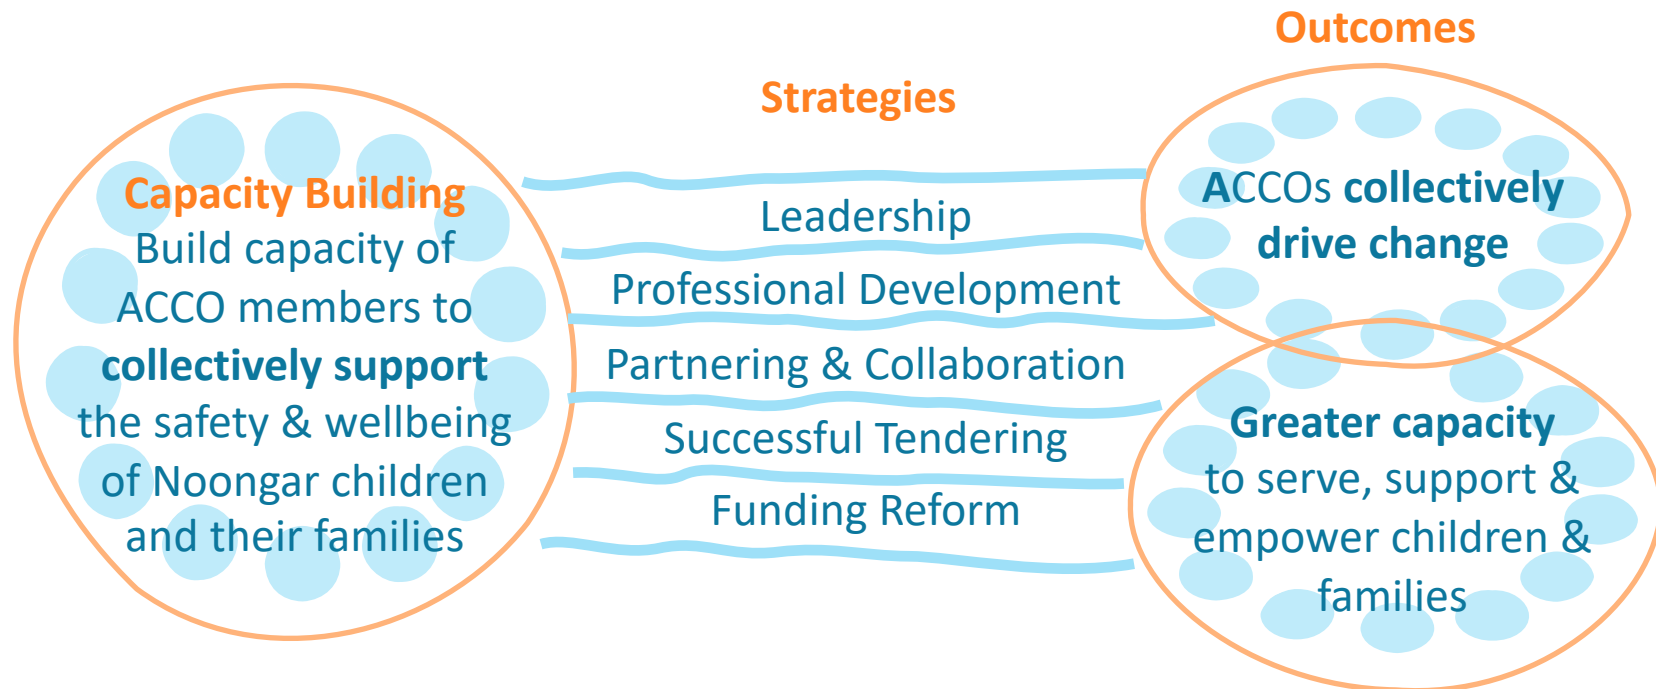 Capacity Building
Build capacity of
ACCO members to
collectively support
the safety & wellbeing
of Noongar children
and their families
Strategies
Leadership
Professional Development
Partnering & Collaboration
Successful Tendering
Funding Reform
Outcomes
ACCOs collectively
drive change
Greater capacity
to serve, support &
empower children &
families